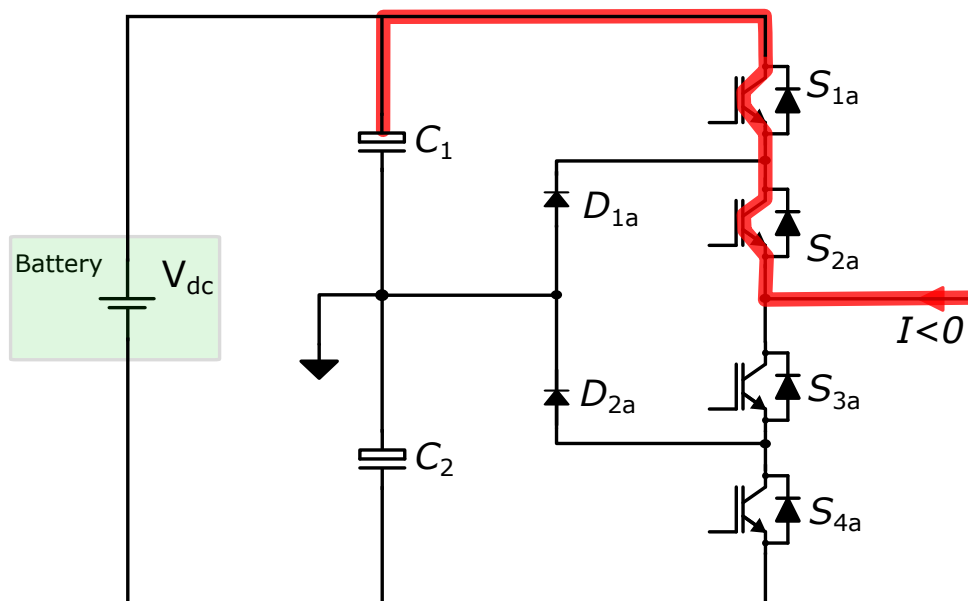 S1a
C1
D1a
S2a
Battery
Vdc
I<0
D2a
S3a
C2
S4a